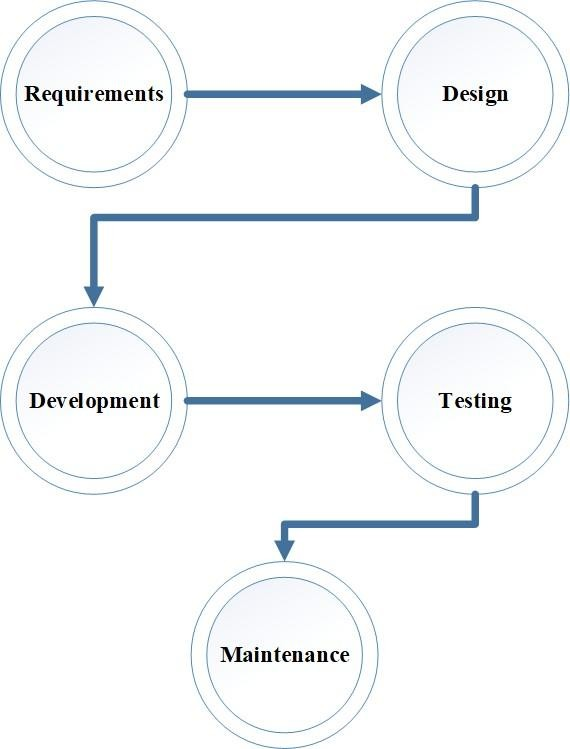 Requirements
Design
Development
Testing
Maintenance